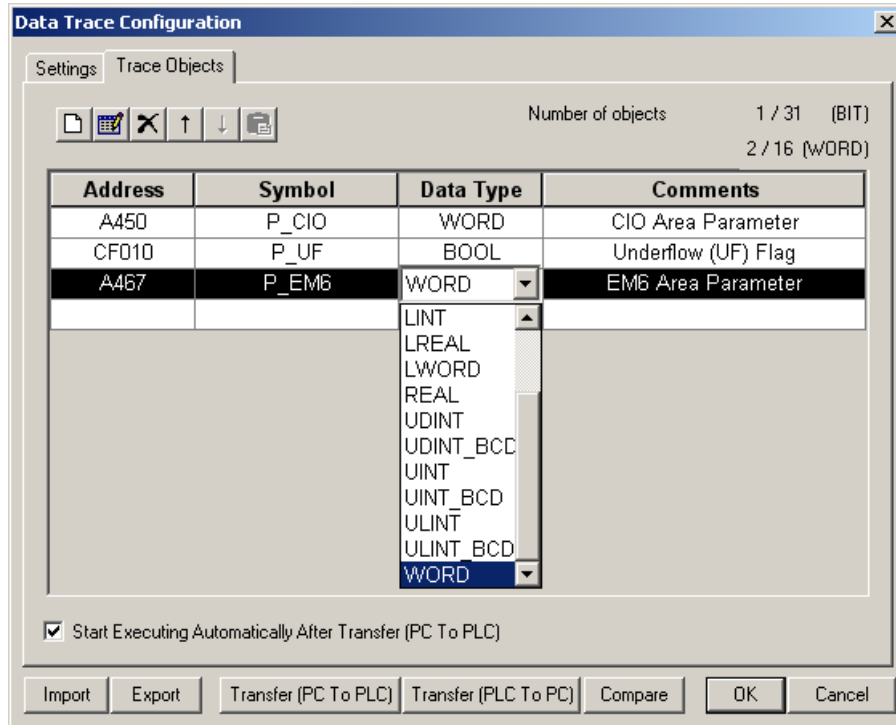 Data Trace Configuration
Settings Trace Objects
Number of objects 1 / 31 (BIT)
2 / 16 (WORD)
Address Symbol Data Type Comments
A450 P_CIO WORD CIO Area Parameter
CF010 P_UF BOOL Underflow (UF) Flag
A467 P_EM6 WORD EM6 Area Parameter
LINT
LREAL
LWORD
REAL
UDINT
UDINT_BCD
UINT
UINT_BCD
ULINT
ULINT_BCD
WORD
Start Executing Automatically After Transfer (PC To PLC)
Import Export Transfer (PC To PLC) Transfer (PLC To PC) Compare OK Cancel